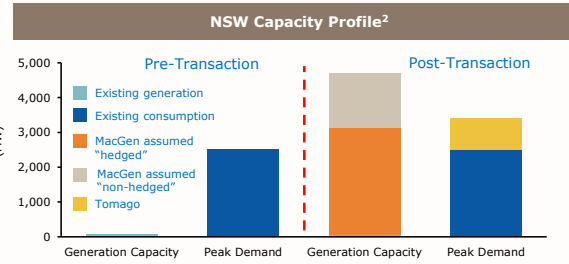 NSW Capacity Profile2
Pre-Transaction
Post-Transaction
5,000
4,000
3,000
2,000
1,000
0
Existing generation
Existing consumption
MacGen assumed
"hedged"
MacGen assumed
"non-hedged"
Tomago
Generation Capacity
Peak Demand
Generation Capacity
Peak Demand